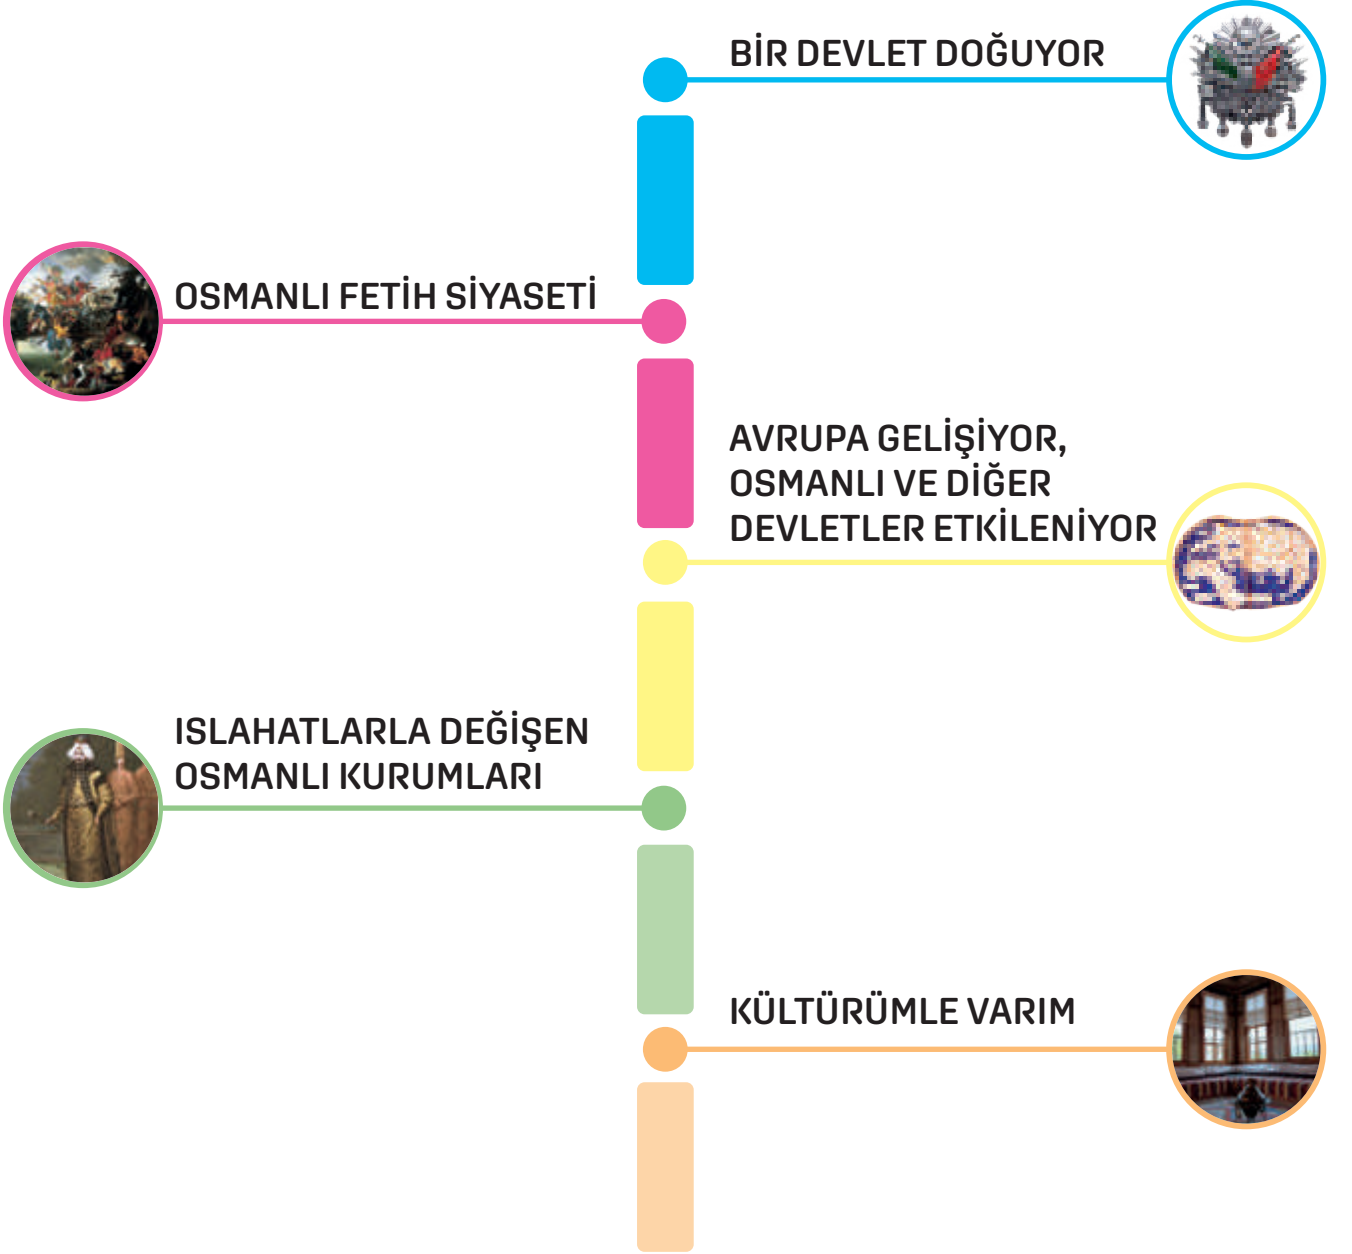 BİR DEVLET DOĞUYOR
OSMANLI FETİH SİYASETİ
AVRUPA GELİŞİYOR,
OSMANLI VE DİĞER
DEVLETLER ETKİLENİYOR
ISLAHATLARLA DEĞİŞEN
OSMANLI KURUMLARI
KÜLTÜRÜMLE VARIM